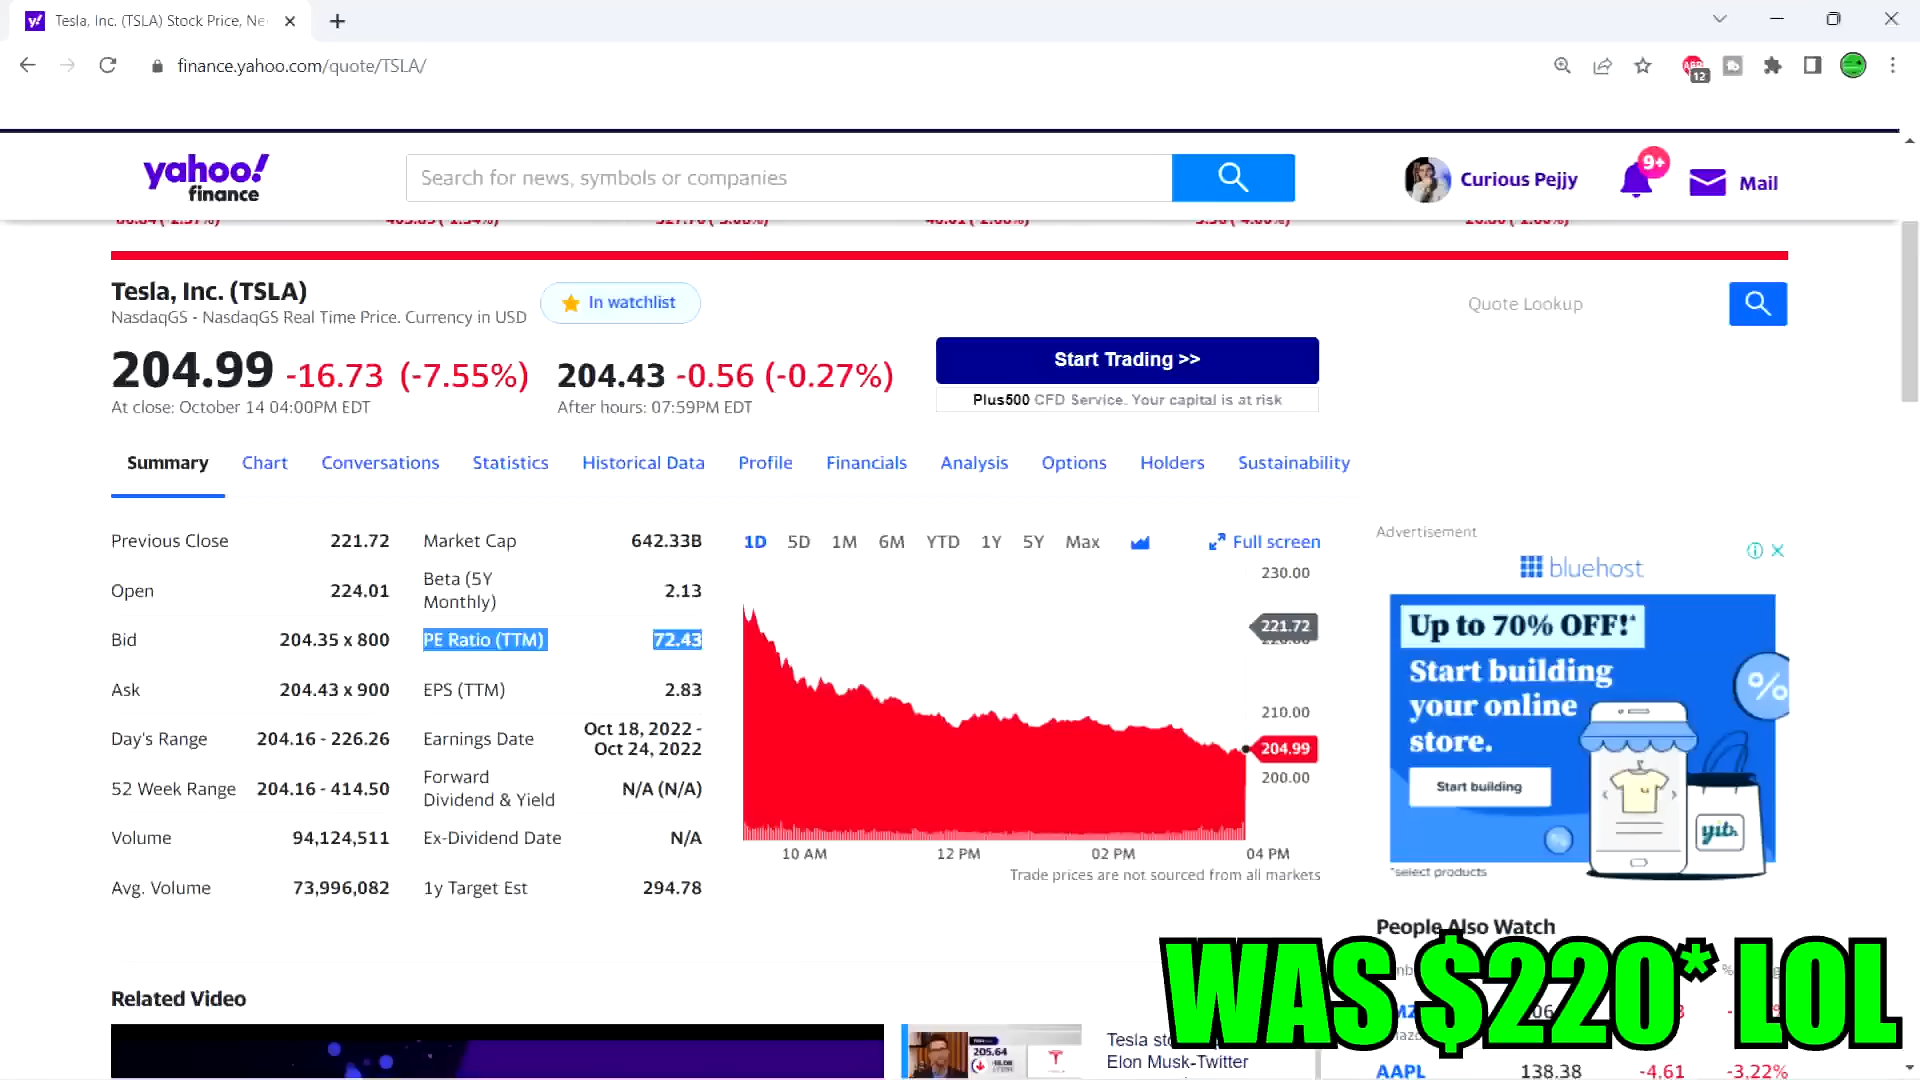 Tesla, Inc. (TSLA) Stock Price, Ne
finance.yahoo.com/quote/TSLA/
12
yahoo!
finance
Search for news, symbols or companies
Curious Pejjy
9+
Mail
Tesla, Inc. (TSLA)
In watchlist
NasdaqGS - NasdaqGS Real Time Price. Currency in USD
Quote Lookup
204.99 -16.73 (-7.55%)
204.43 -0.56 (-0.27%)
At close: October 14 04:00PM EDT
After hours: 07:59PM EDT
Start Trading >>
Plus500 CFD Service. Your capital is at risk
Summary Chart Conversations Statistics Historical Data Profile Financials Analysis Options Holders Sustainability
Previous Close 221.72
Open 224.01
Bid 204.35 x 800
Ask 204.43 x 900
Day's Range 204.16 - 226.26
52 Week Range 204.16 - 414.50
Volume 94,124,511
Avg. Volume 73,996,082
Market Cap 642.33B
Beta (5Y
Monthly) 2.13
PE Ratio (TTM) 72.43
EPS (TTM) 2.83
Earnings Date Oct 18, 2022 -
Oct 24, 2022
Forward
Dividend & Yield N/A (N/A)
Ex-Dividend Date N/A
1y Target Est 294.78
1D 5D 1M 6M YTD 1Y 5Y Max Full screen
230.00
221.72
210.00
204.99
200.00
10 AM 12 PM 02 PM 04 PM
Trade prices are not sourced from all markets
Advertisement
bluehost
Up to 70% OFF!*
Start building
your online
store.
Start building
%
yith
*select products
People Also Watch
WAS $220* LOL
AAPL 138.38 -4.61 -3.22%
Related Video
205.64
Tesla sto
Elon Musk-Twitter